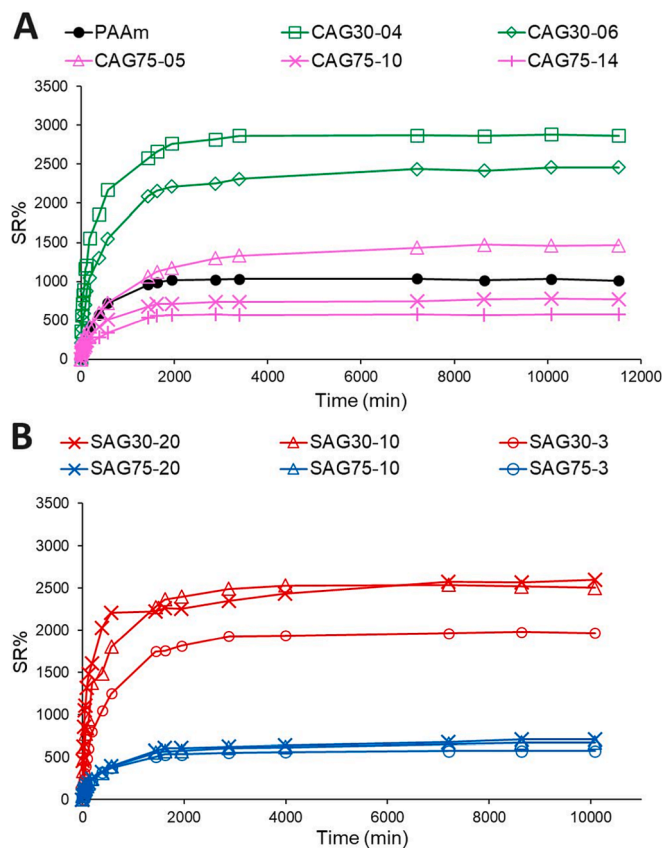 A
PAAm CAG30-04 CAG30-06
CAG75-05 CAG75-10 CAG75-14
3500
3000
2500
2000
1500
1000
500
0
SR%
0 2000 4000 6000 8000 10000 12000
Time (min)
B
SAG30-20 SAG30-10 SAG30-3
SAG75-20 SAG75-10 SAG75-3
3500
3000
2500
2000
1500
1000
500
0
SR%
0 2000 4000 6000 8000 10000
Time (min)